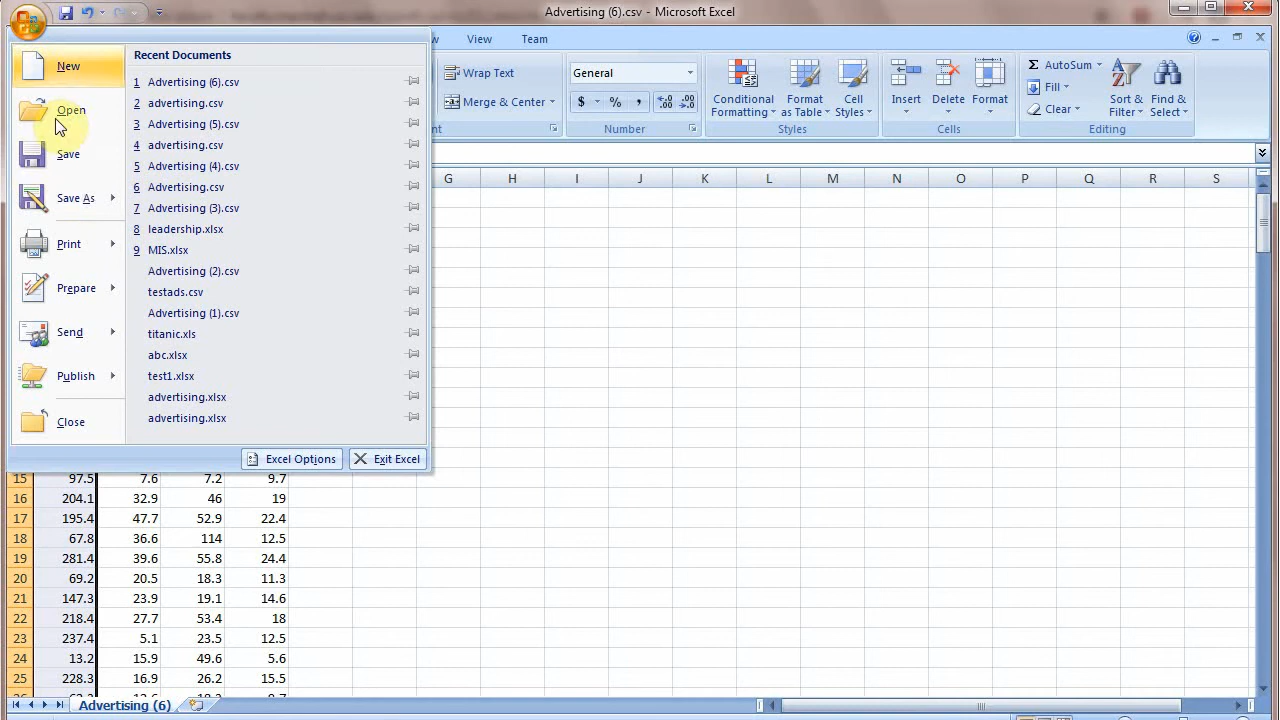 Advertising (6).csv - Microsoft Excel
View Team
New
Open
Save
Save As
Print
Prepare
Send
Publish
Close
Recent Documents
1 Advertising (6).csv
2 advertising.csv
3 Advertising (5).csv
4 advertising.csv
5 Advertising (4).csv
6 Advertising.csv
7 Advertising (3).csv
8 leadership.xlsx
9 MIS.xlsx
Advertising (2).csv
testads.csv
Advertising (1).csv
titanic.xls
abc.xlsx
test1.xlsx
advertising.xlsx
advertising.xlsx
Excel Options Exit Excel
Wrap Text
Merge & Center
General
$ % ,
Number
Conditional Formatting
Format as Table
Cell Styles
Styles
Insert Delete Format
Cells
Σ AutoSum
Fill
Clear
Sort & Filter
Find & Select
Editing
G H I J K L M N O P Q R S
15 97.5 7.6 7.2 9.7
16 204.1 32.9 46 19
17 195.4 47.7 52.9 22.4
18 67.8 36.6 114 12.5
19 281.4 39.6 55.8 24.4
20 69.2 20.5 18.3 11.3
21 147.3 23.9 19.1 14.6
22 218.4 27.7 53.4 18
23 237.4 5.1 23.5 12.5
24 13.2 15.9 49.6 5.6
25 228.3 16.9 26.2 15.5
Advertising (6)